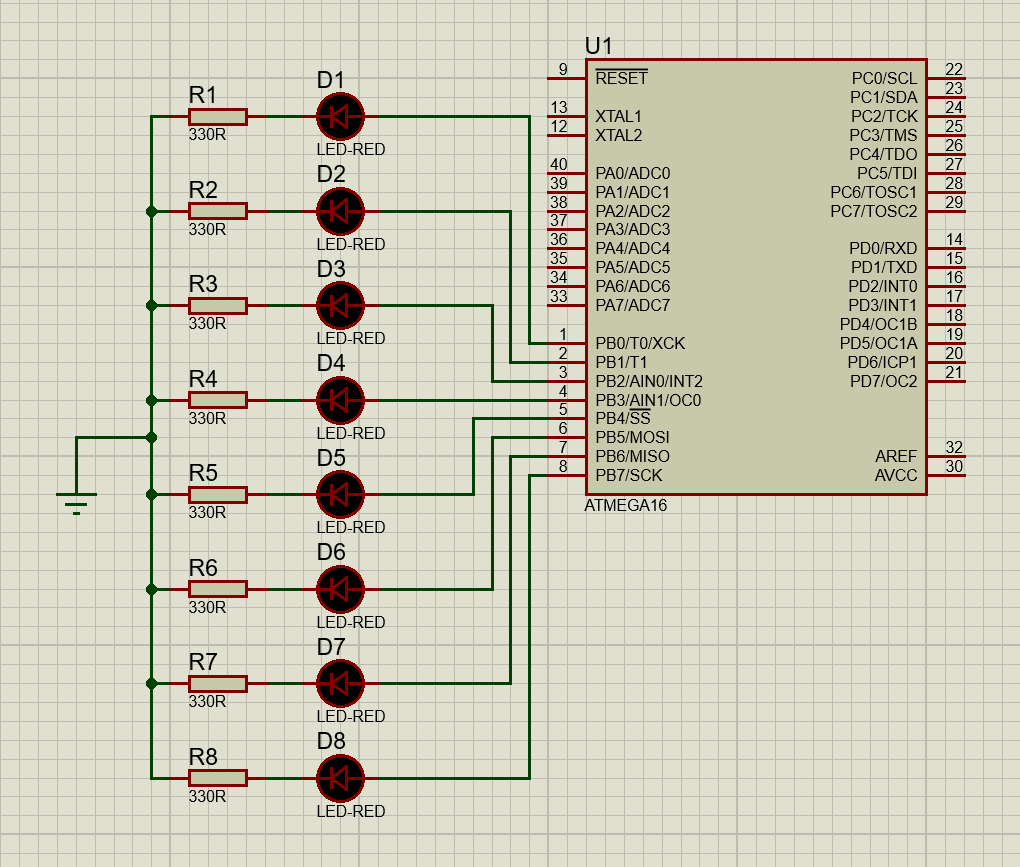 R1
330R
D1
LED-RED
R2
330R
D2
LED-RED
R3
330R
D3
LED-RED
R4
330R
D4
LED-RED
R5
330R
D5
LED-RED
R6
330R
D6
LED-RED
R7
330R
D7
LED-RED
R8
330R
D8
LED-RED
U1
9 RESET
13 XTAL1
12 XTAL2
40 PA0/ADC0
39 PA1/ADC1
38 PA2/ADC2
37 PA3/ADC3
36 PA4/ADC4
35 PA5/ADC5
34 PA6/ADC6
33 PA7/ADC7
1 PB0/T0/XCK
2 PB1/T1
3 PB2/AIN0/INT2
4 PB3/AIN1/OC0
5 PB4/SS
6 PB5/MOSI
7 PB6/MISO
8 PB7/SCK
PC0/SCL 22
PC1/SDA 23
PC2/TCK 24
PC3/TMS 25
PC4/TDO 26
PC5/TDI 27
PC6/TOSC1 28
PC7/TOSC2 29
PD0/RXD 14
PD1/TXD 15
PD2/INT0 16
PD3/INT1 17
PD4/OC1B 18
PD5/OC1A 19
PD6/ICP1 20
PD7/OC2 21
AREF 32
AVCC 30
ATMEGA16